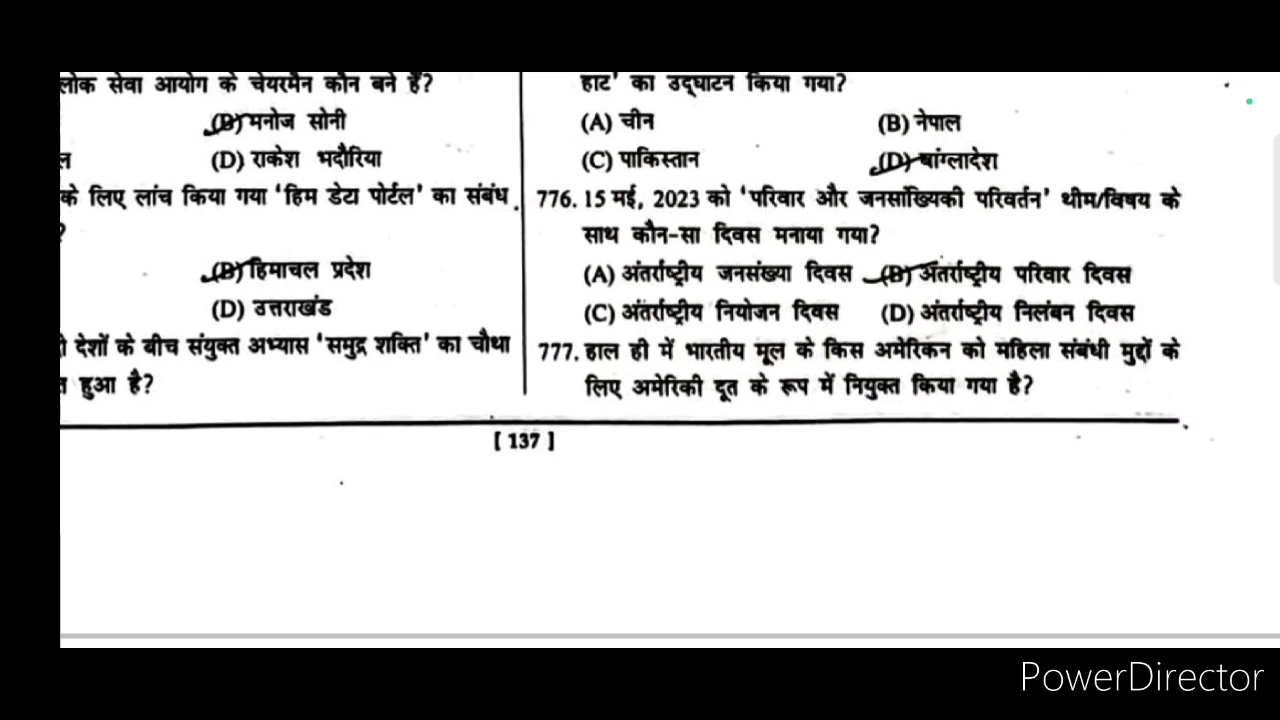 लोक सेवा आयोग के चेयरमैन कौन बने हैं?
(B) मनोज सोनी
ल
(D) राकेश भदौरिया
के लिए लांच किया गया 'हिम डेटा पोर्टल' का संबंध
?
(B) हिमाचल प्रदेश
(D) उत्तराखंड
देशों के बीच संयुक्त अभ्यास 'समुद्र शक्ति' का चौथा
हुआ है?
हाट' का उद्घाटन किया गया?
(A) चीन (B) नेपाल
(C) पाकिस्तान (D) बांग्लादेश
776. 15 मई, 2023 को 'परिवार और जनसांख्यिकी परिवर्तन' थीम/विषय के
साथ कौन-सा दिवस मनाया गया?
(A) अंतर्राष्ट्रीय जनसंख्या दिवस (B) अंतर्राष्ट्रीय परिवार दिवस
(C) अंतर्राष्ट्रीय नियोजन दिवस (D) अंतर्राष्ट्रीय निलंबन दिवस
777. हाल ही में भारतीय मूल के किस अमेरिकन को महिला संबंधी मुद्दों के
लिए अमेरिकी दूत के रूप में नियुक्त किया गया है?
[ 137 ]
PowerDirector